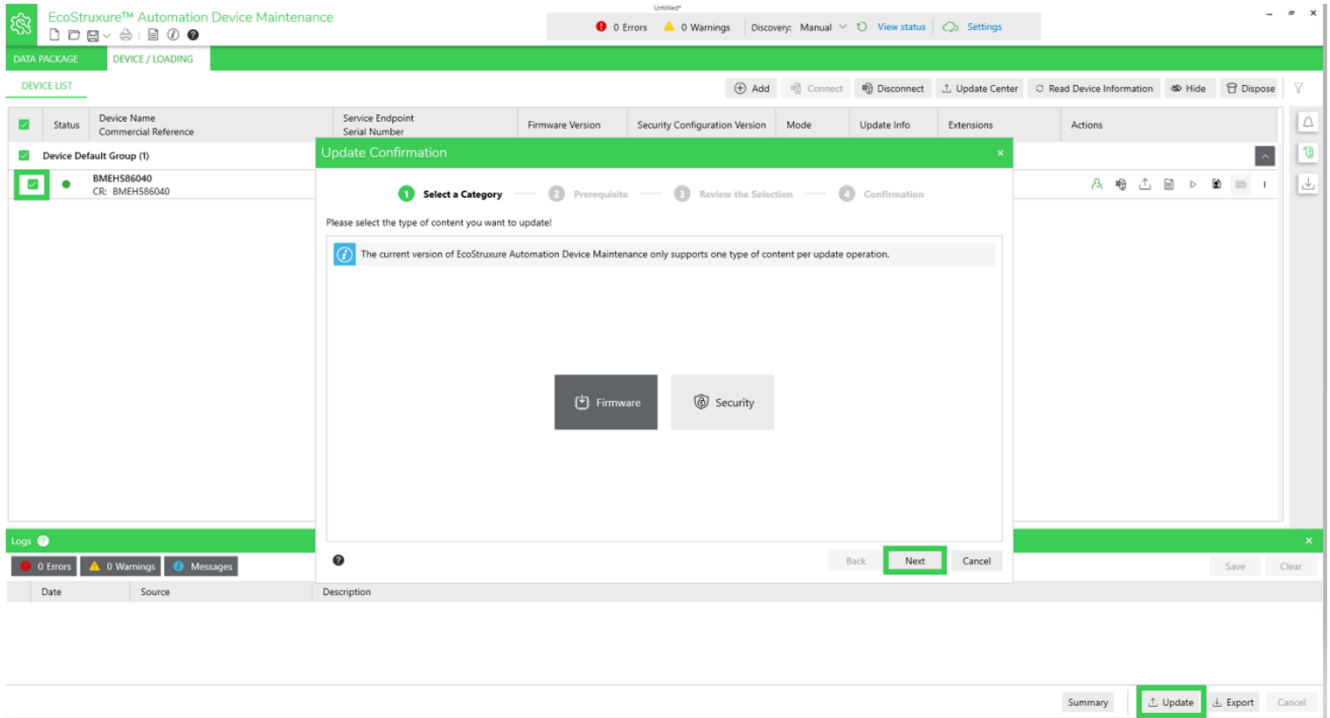 Untitled*
EcoStruxure™ Automation Device Maintenance
0 Errors 0 Warnings Discovery: Manual View status Settings
DATA PACKAGE DEVICE / LOADING
DEVICE LIST
Add Connect Disconnect Update Center Read Device Information Hide Dispose
Status Device Name Service Endpoint Firmware Version Security Configuration Version Mode Update Info Extensions Actions
Commercial Reference Serial Number
Device Default Group (1)
BMEH586040
CR: BMEH586040
Update Confirmation
1 Select a Category 2 Prerequisite 3 Review the Selection 4 Confirmation
Please select the type of content you want to update!
The current version of EcoStruxure Automation Device Maintenance only supports one type of content per update operation.
Firmware Security
Back Next Cancel
Logs
0 Errors 0 Warnings Messages Save Clear
Date Source Description
Summary Update Export Cancel